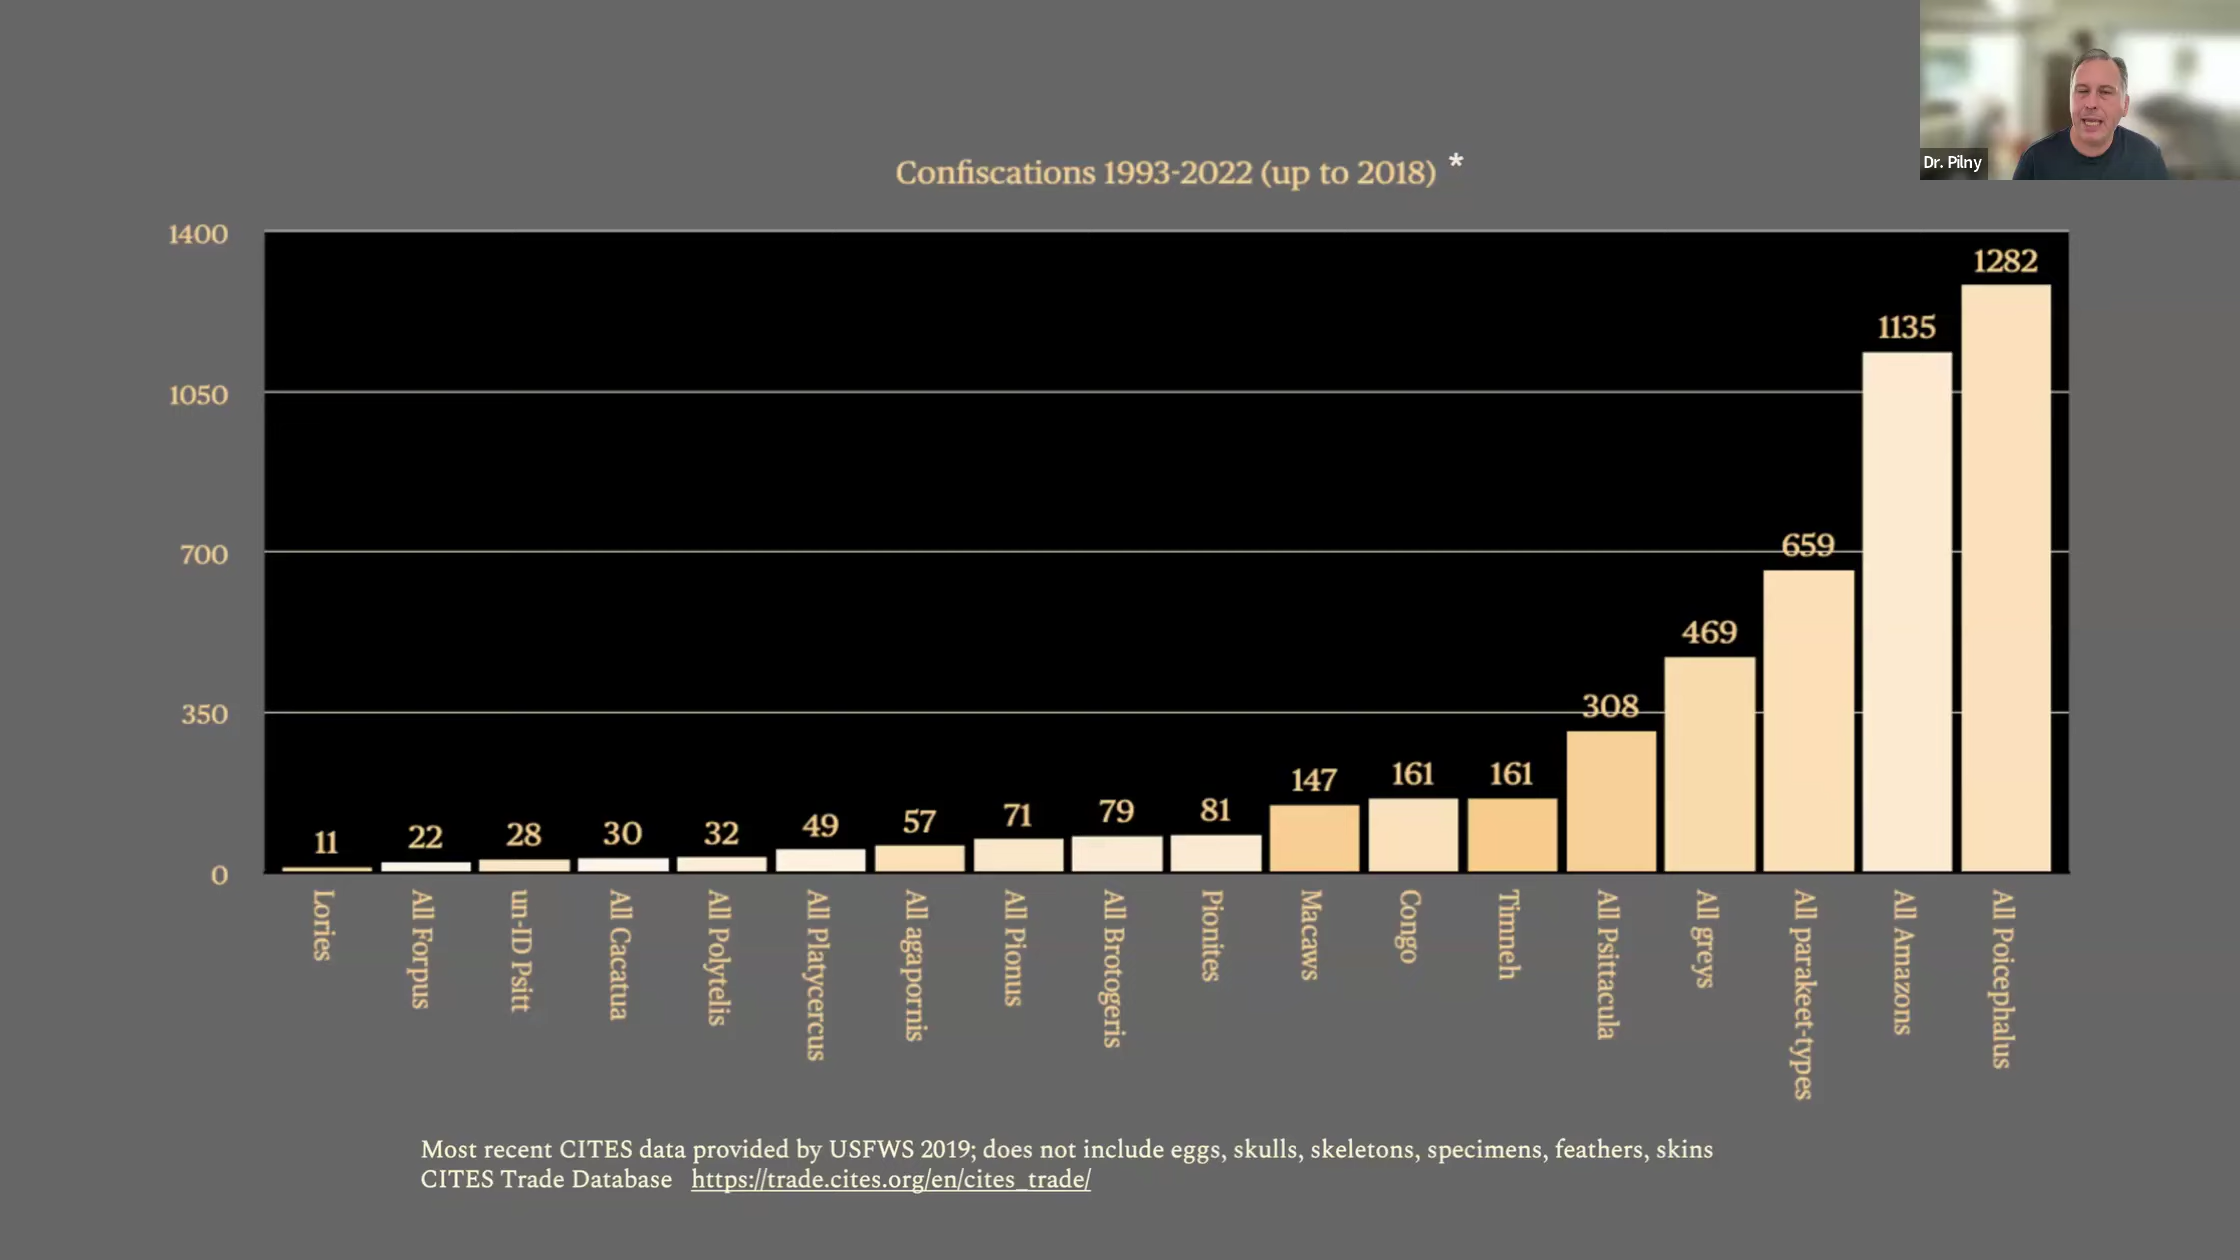 Dr. Pilny
Confiscations 1993-2022 (up to 2018) *
1400
1050
700
350
0
11
22
28
30
32
49
57
71
79
81
147
161
161
308
469
659
1135
1282
Lories
All Forpus
un-ID Psitt
All Cacatua
All Polytelis
All Platycercus
All agapornis
All Pionus
All Brotogeris
Pionites
Macaws
Congo
Timneh
All Psittacula
All greys
All parakeet-types
All Amazons
All Poicephalus
Most recent CITES data provided by USFWS 2019; does not include eggs, skulls, skeletons, specimens, feathers, skins
CITES Trade Database https://trade.cites.org/en/cites_trade/